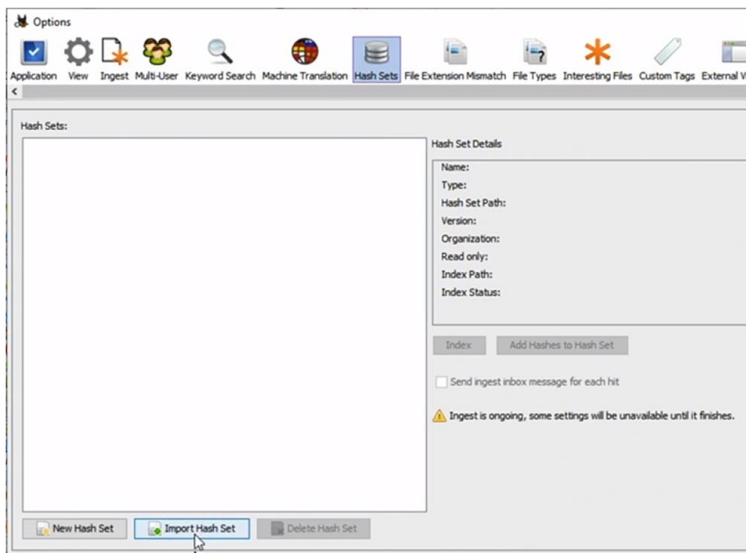 Options
Application View Ingest Multi-User Keyword Search Machine Translation Hash Sets File Extension Mismatch File Types Interesting Files Custom Tags External
Hash Sets:
Hash Set Details
Name:
Type:
Hash Set Path:
Version:
Organization:
Read only:
Index Path:
Index Status:
Index Add Hashes to Hash Set
Send ingest inbox message for each hit
Ingest is ongoing, some settings will be unavailable until it finishes.
New Hash Set Import Hash Set Delete Hash Set